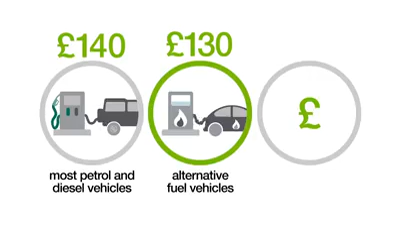 £140
£130
£
most petrol and
diesel vehicles
alternative
fuel vehicles